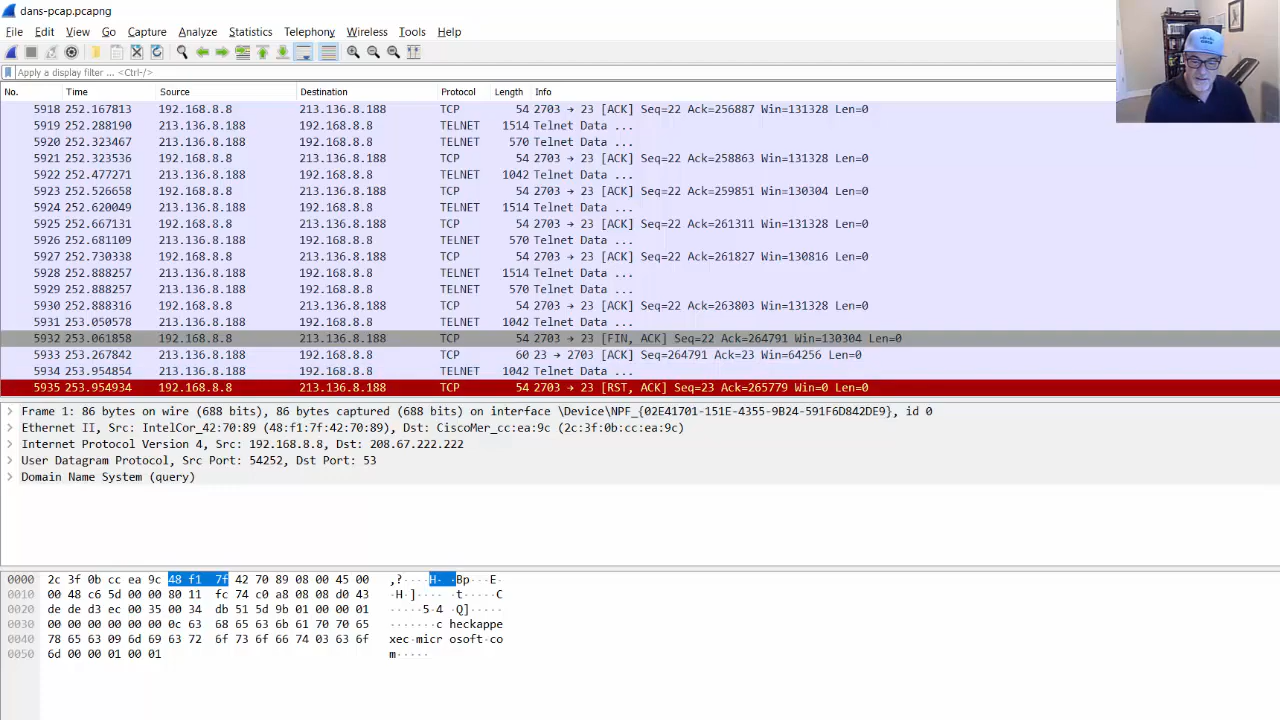 dans-pcap.pcapng
File Edit View Go Capture Analyze Statistics Telephony Wireless Tools Help
Apply a display filter ... <Ctrl-/>
No. Time Source Destination Protocol Length Info
5918 252.167813 192.168.8.8 213.136.8.188 TCP 54 2703 → 23 [ACK] Seq=22 Ack=256887 Win=131328 Len=0
5919 252.288190 213.136.8.188 192.168.8.8 TELNET 1514 Telnet Data ...
5920 252.323467 213.136.8.188 192.168.8.8 TELNET 570 Telnet Data ...
5921 252.323536 192.168.8.8 213.136.8.188 TCP 54 2703 → 23 [ACK] Seq=22 Ack=258863 Win=131328 Len=0
5922 252.477271 213.136.8.188 192.168.8.8 TELNET 1042 Telnet Data ...
5923 252.526658 192.168.8.8 213.136.8.188 TCP 54 2703 → 23 [ACK] Seq=22 Ack=259851 Win=130304 Len=0
5924 252.620049 213.136.8.188 192.168.8.8 TELNET 1514 Telnet Data ...
5925 252.667131 192.168.8.8 213.136.8.188 TCP 54 2703 → 23 [ACK] Seq=22 Ack=261311 Win=131328 Len=0
5926 252.681109 213.136.8.188 192.168.8.8 TELNET 570 Telnet Data ...
5927 252.730338 192.168.8.8 213.136.8.188 TCP 54 2703 → 23 [ACK] Seq=22 Ack=261827 Win=130816 Len=0
5928 252.888257 213.136.8.188 192.168.8.8 TELNET 1514 Telnet Data ...
5929 252.888257 213.136.8.188 192.168.8.8 TELNET 570 Telnet Data ...
5930 252.888316 192.168.8.8 213.136.8.188 TCP 54 2703 → 23 [ACK] Seq=22 Ack=263803 Win=131328 Len=0
5931 253.050578 213.136.8.188 192.168.8.8 TELNET 1042 Telnet Data ...
5932 253.061858 192.168.8.8 213.136.8.188 TCP 54 2703 → 23 [FIN, ACK] Seq=22 Ack=264791 Win=130304 Len=0
5933 253.267842 213.136.8.188 192.168.8.8 TCP 60 23 → 2703 [ACK] Seq=264791 Ack=23 Win=64256 Len=0
5934 253.954854 213.136.8.188 192.168.8.8 TELNET 1042 Telnet Data ...
5935 253.954934 192.168.8.8 213.136.8.188 TCP 54 2703 → 23 [RST, ACK] Seq=23 Ack=265779 Win=0 Len=0
Frame 1: 86 bytes on wire (688 bits), 86 bytes captured (688 bits) on interface \Device\NPF_{02E41701-151E-4355-9B24-591F6D842DE9}, id 0
Ethernet II, Src: IntelCor_42:70:89 (48:f1:7f:42:70:89), Dst: CiscoMer_cc:ea:9c (2c:3f:0b:cc:ea:9c)
Internet Protocol Version 4, Src: 192.168.8.8, Dst: 208.67.222.222
User Datagram Protocol, Src Port: 54252, Dst Port: 53
Domain Name System (query)
0000 2c 3f 0b cc ea 9c 48 f1 7f 42 70 89 08 00 45 00 ,?····H· ·Bp···E·
0010 00 48 c6 5d 00 00 80 11 fc 74 c0 a8 08 08 d0 43 ·H·]···· ·t·····C
0020 de de d3 ec 00 35 00 34 db 51 5d 9b 01 00 00 01 ·····5·4 ·Q]·····
0030 00 00 00 00 00 00 0c 63 68 65 63 6b 61 70 70 65 ·······c heckappe
0040 78 65 63 09 6d 69 63 72 6f 73 6f 66 74 03 63 6f xec·micr osoft·co
0050 6d 00 00 01 00 01 m·····